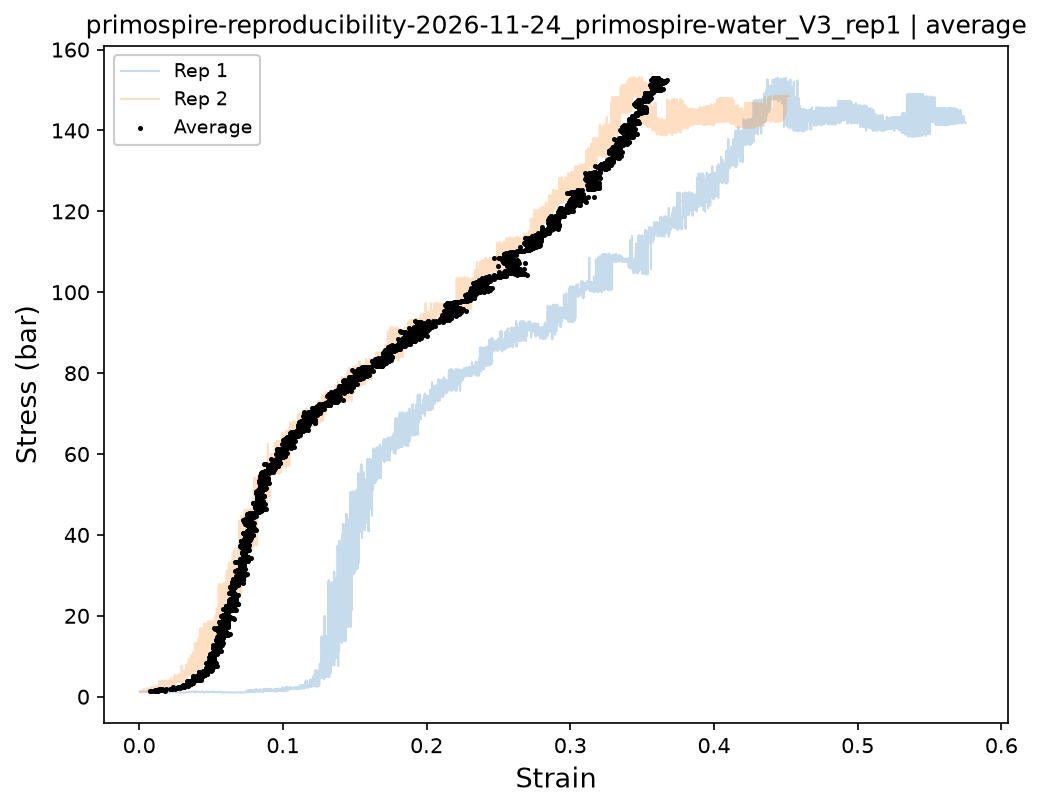 primospire-reproducibility-2026-11-24_primospire-water_V3_rep1 | average
Rep 1
Rep 2
Average
160
140
120
100
80
60
40
20
0
Stress (bar)
0.0 0.1 0.2 0.3 0.4 0.5 0.6
Strain